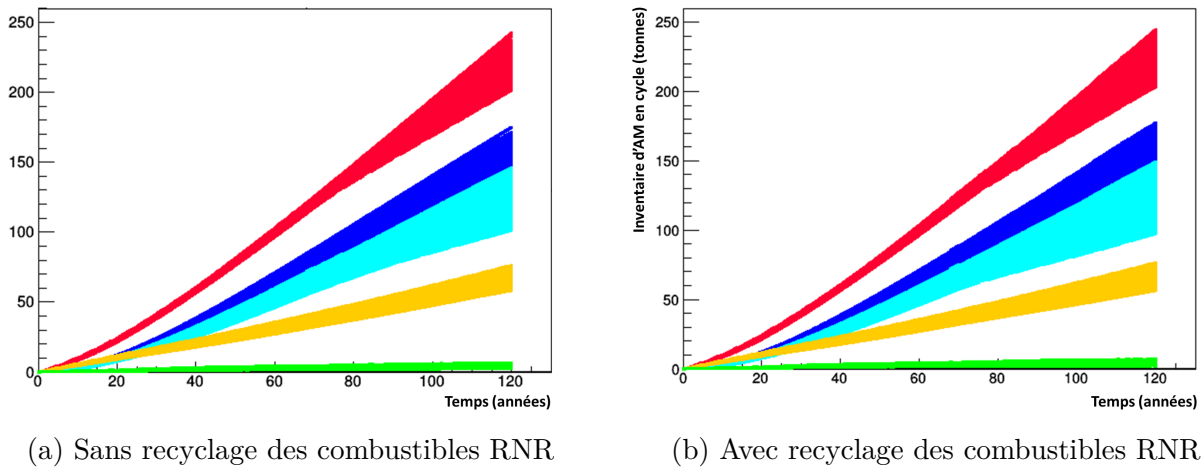 250
200
150
100
50
0
0 20 40 60 80 100 120
Temps (années)
(a) Sans recyclage des combustibles RNR
Inventaire d'AM en cycle (tonnes)
250
200
150
100
50
0
0 20 40 60 80 100 120
Temps (années)
(b) Avec recyclage des combustibles RNR